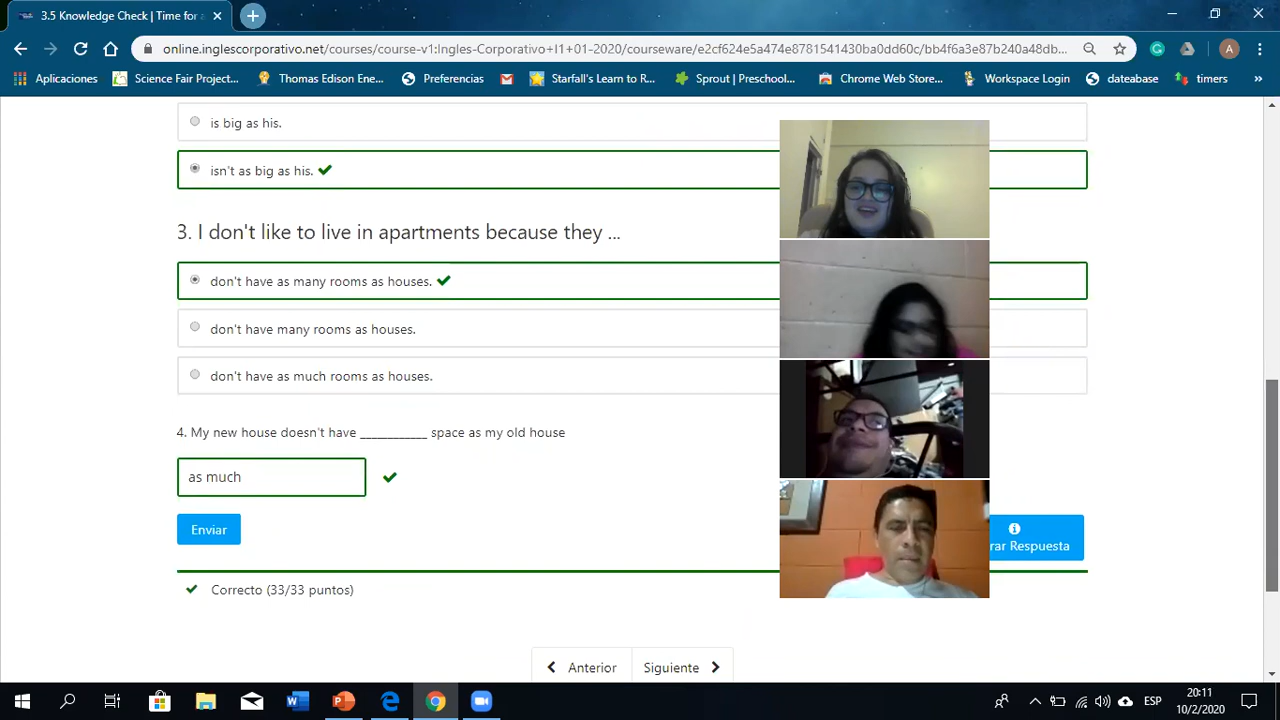 3.5 Knowledge Check | Time for a
online.inglescorporativo.net/courses/course-v1:Ingles-Corporativo+I1+01-2020/courseware/e2cf624e5a474e8781541430ba0dd60c/bb4f6a3e87b240a48db...
A
Aplicaciones
Science Fair Project...
Thomas Edison Ene...
Preferencias
Starfall's Learn to R...
Sprout | Preschool...
Chrome Web Store...
Workspace Login
dateabase
timers
»
is big as his.
isn't as big as his.
3. I don't like to live in apartments because they ...
don't have as many rooms as houses.
don't have many rooms as houses.
don't have as much rooms as houses.
4. My new house doesn't have ____________ space as my old house
as much
Enviar
rar Respuesta
Correcto (33/33 puntos)
Anterior
Siguiente
ESP
20:11
10/2/2020